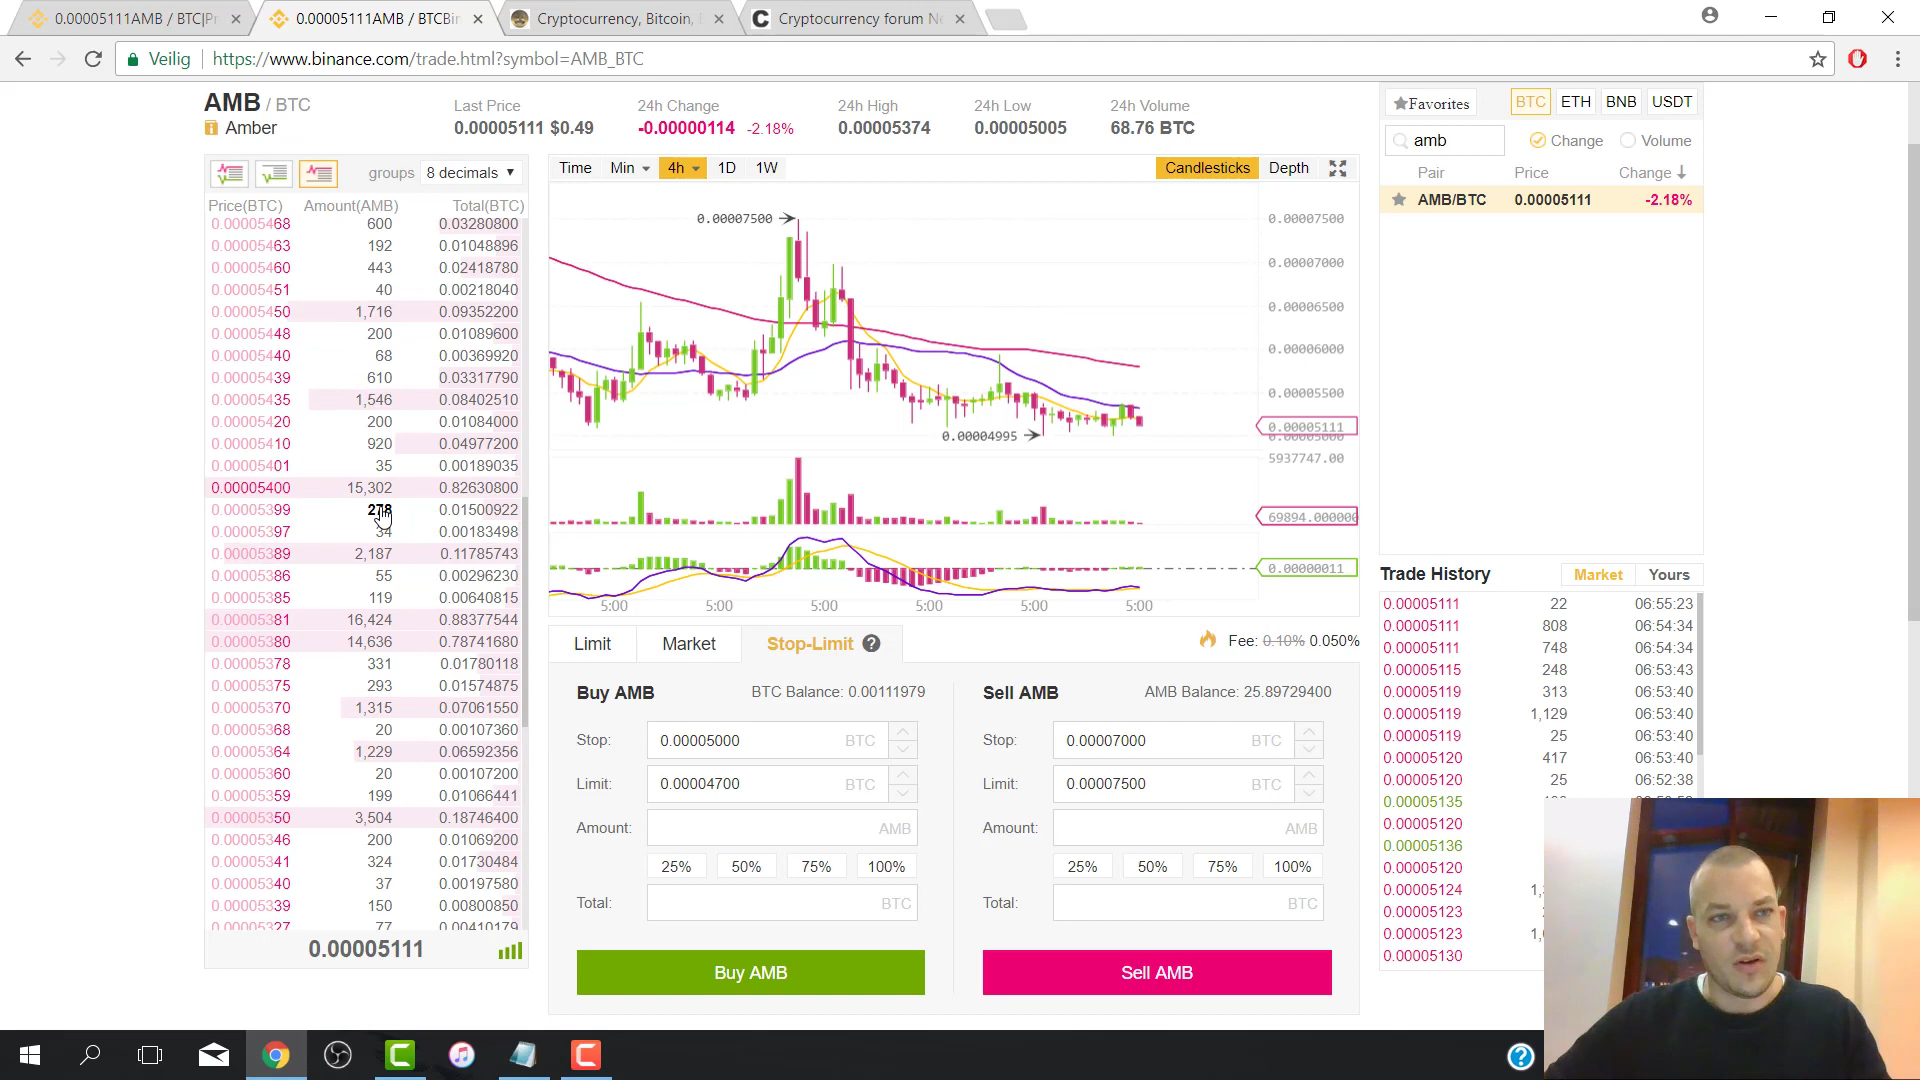 0.00005111AMB / BTC|Pr
0.00005111AMB / BTCBin
Cryptocurrency, Bitcoin,
Cryptocurrency forum Ne
Veilig
https://www.binance.com/trade.html?symbol=AMB_BTC
AMB / BTC
Amber
Last Price
0.00005111 $0.49
24h Change
-0.00000114 -2.18%
24h High
0.00005374
24h Low
0.00005005
24h Volume
68.76 BTC
groups 8 decimals
Price(BTC) Amount(AMB) Total(BTC)
0.00005468 600 0.03280800
0.00005463 192 0.01048896
0.00005460 443 0.02418780
0.00005451 40 0.00218040
0.00005450 1,716 0.09352200
0.00005448 200 0.01089600
0.00005440 68 0.00369920
0.00005439 610 0.03317790
0.00005435 1,546 0.08402510
0.00005420 200 0.01084000
0.00005410 920 0.04977200
0.00005401 35 0.00189035
0.00005400 15,302 0.82630800
0.00005399 278 0.01500922
0.00005397 34 0.00183498
0.00005389 2,187 0.11785743
0.00005386 55 0.00296230
0.00005385 119 0.00640815
0.00005381 16,424 0.88377544
0.00005380 14,636 0.78741680
0.00005378 331 0.01780118
0.00005375 293 0.01574875
0.00005370 1,315 0.07061550
0.00005368 20 0.00107360
0.00005364 1,229 0.06592356
0.00005360 20 0.00107200
0.00005359 199 0.01066441
0.00005350 3,504 0.18746400
0.00005346 200 0.01069200
0.00005341 324 0.01730484
0.00005340 37 0.00197580
0.00005339 150 0.00800850
0.00005327 77 0.00410179
0.00005111
Time Min 4h 1D 1W
Candlesticks Depth
0.00007500
0.00004995
0.00007500
0.00007000
0.00006500
0.00006000
0.00005500
0.00005111
0.00005000
5937747.00
69894.000000
0.00000011
5:00 5:00 5:00 5:00 5:00 5:00
Limit Market Stop-Limit ?
Fee: 0.10% 0.050%
Buy AMB BTC Balance: 0.00111979
Stop: 0.00005000 BTC
Limit: 0.00004700 BTC
Amount: AMB
25% 50% 75% 100%
Total: BTC
Buy AMB
Sell AMB AMB Balance: 25.89729400
Stop: 0.00007000 BTC
Limit: 0.00007500 BTC
Amount: AMB
25% 50% 75% 100%
Total: BTC
Sell AMB
Favorites BTC ETH BNB USDT
amb Change Volume
Pair Price Change
AMB/BTC 0.00005111 -2.18%
Trade History Market Yours
0.00005111 22 06:55:23
0.00005111 808 06:54:34
0.00005111 748 06:54:34
0.00005115 248 06:53:43
0.00005119 313 06:53:40
0.00005119 1,129 06:53:40
0.00005119 25 06:53:40
0.00005120 417 06:53:40
0.00005120 25 06:52:38
0.00005135
0.00005120
0.00005136
0.00005120
0.00005124
0.00005123
0.00005123
0.00005130